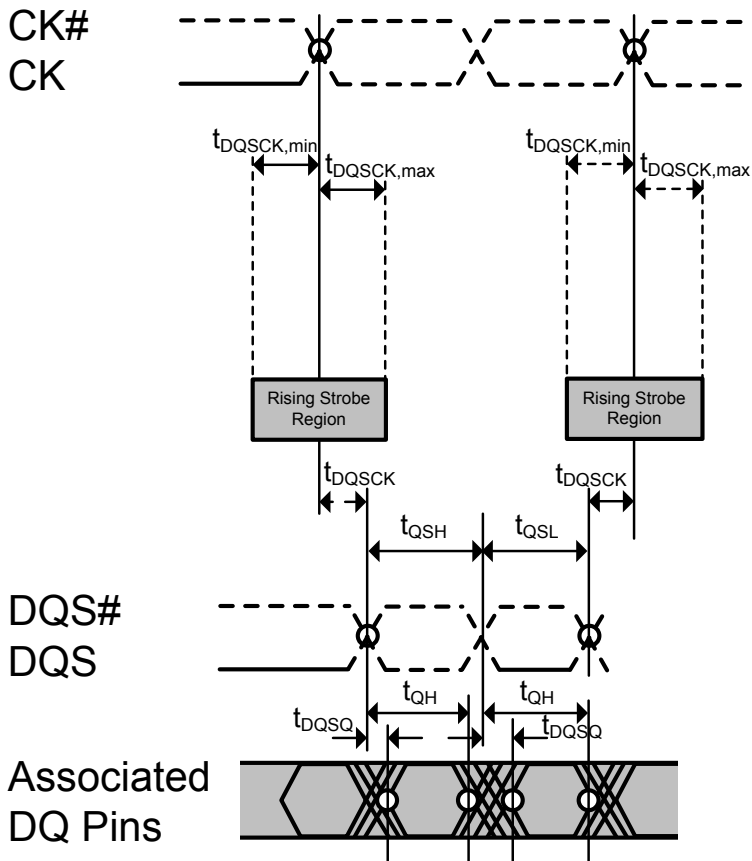 CK#
CK
tDQSCK,min
tDQSCK,max
tDQSCK,min
tDQSCK,max
Rising Strobe
Region
Rising Strobe
Region
tDQSCK
tDQSCK
tQSH
tQSL
DQS#
DQS
tQH
tQH
tDQSQ
tDQSQ
Associated
DQ Pins